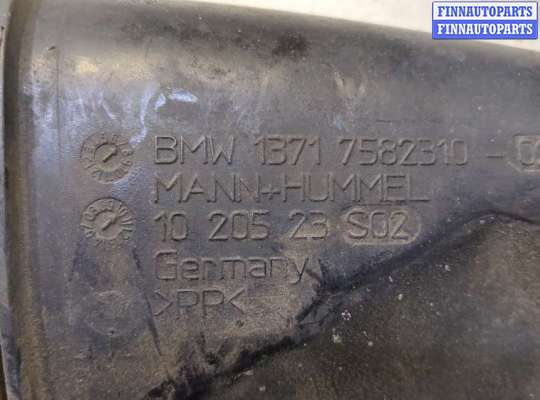 FINNAUTOPARTS
FINNAUTOPARTS
BMW 1371 7582310 -
MANN+HUMMEL
10 205 23 S02
Germany
>PP<